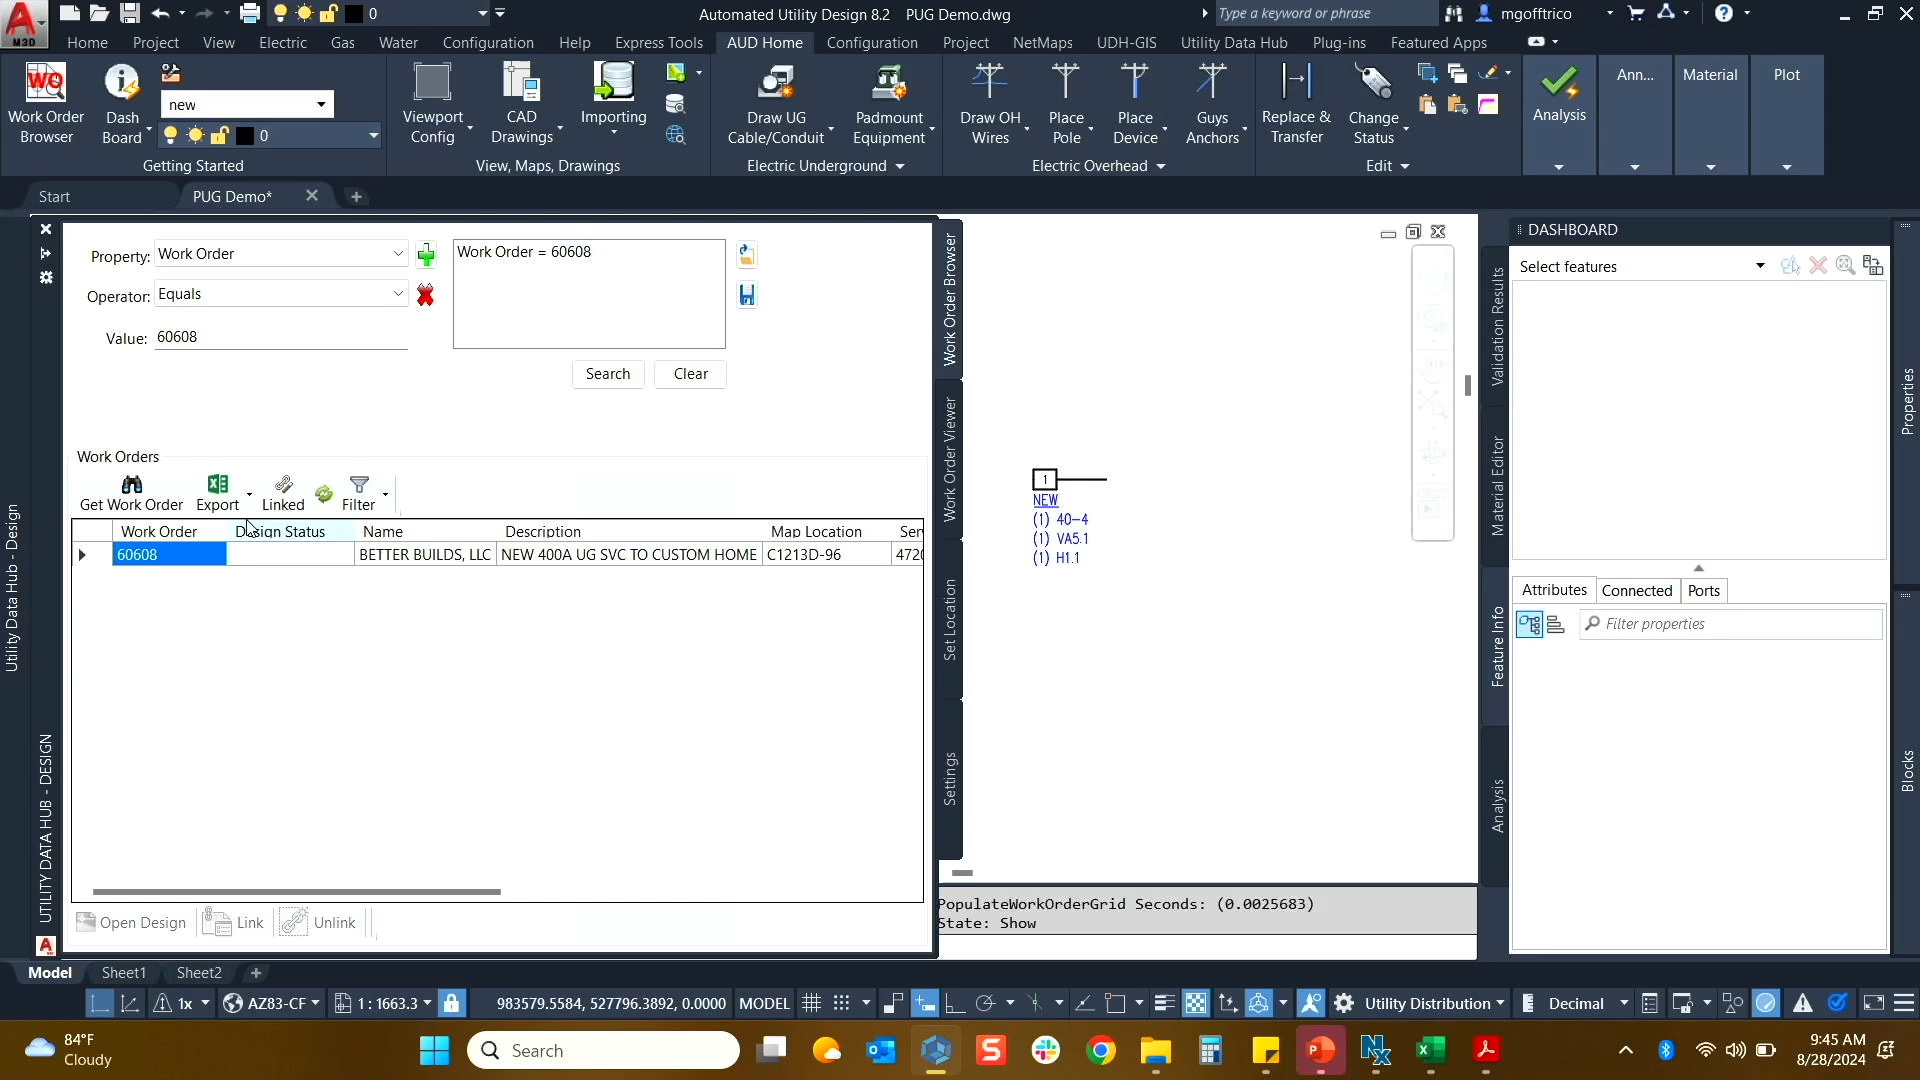 M3D
0
Automated Utility Design 8.2 PUG Demo.dwg
Type a keyword or phrase
mgofftrico
Home
Project
View
Electric
Gas
Water
Configuration
Help
Express Tools
AUD Home
Configuration
Project
NetMaps
UDH-GIS
Utility Data Hub
Plug-ins
Featured Apps
WO
Work Order
Browser
Dash
Board
new
0
Getting Started
Viewport
Config
CAD
Drawings
Importing
View, Maps, Drawings
Draw UG
Cable/Conduit
Padmount
Equipment
Electric Underground
Draw OH
Wires
Place
Pole
Place
Device
Guys
Anchors
Electric Overhead
Replace &
Transfer
Change
Status
Edit
Analysis
Ann...
Material
Plot
Start
PUG Demo*
Property:
Work Order
Operator:
Equals
Value:
60608
Work Order = 60608
Search
Clear
Work Orders
Get Work Order
Export
Linked
Filter
Work Order
Design Status
Name
Description
Map Location
Ser
60608
BETTER BUILDS, LLC
NEW 400A UG SVC TO CUSTOM HOME
C1213D-96
4720
Open Design
Link
Unlink
Utility Data Hub - Design
UTILITY DATA HUB - DESIGN
Work Order Browser
Work Order Viewer
Set Location
Settings
1
NEW
(1) 40-4
(1) VA5.1
(1) H1.1
PopulateWorkOrderGrid Seconds: (0.0025683)
State: Show
Validation Results
Material Editor
Feature Info
Analysis
DASHBOARD
Select features
Attributes
Connected
Ports
Filter properties
Properties
Blocks
Model
Sheet1
Sheet2
1x
AZ83-CF
1 : 1663.3
983579.5584, 527796.3892, 0.0000
MODEL
Utility Distribution
Decimal
84°F
Cloudy
Search
9:45 AM
8/28/2024